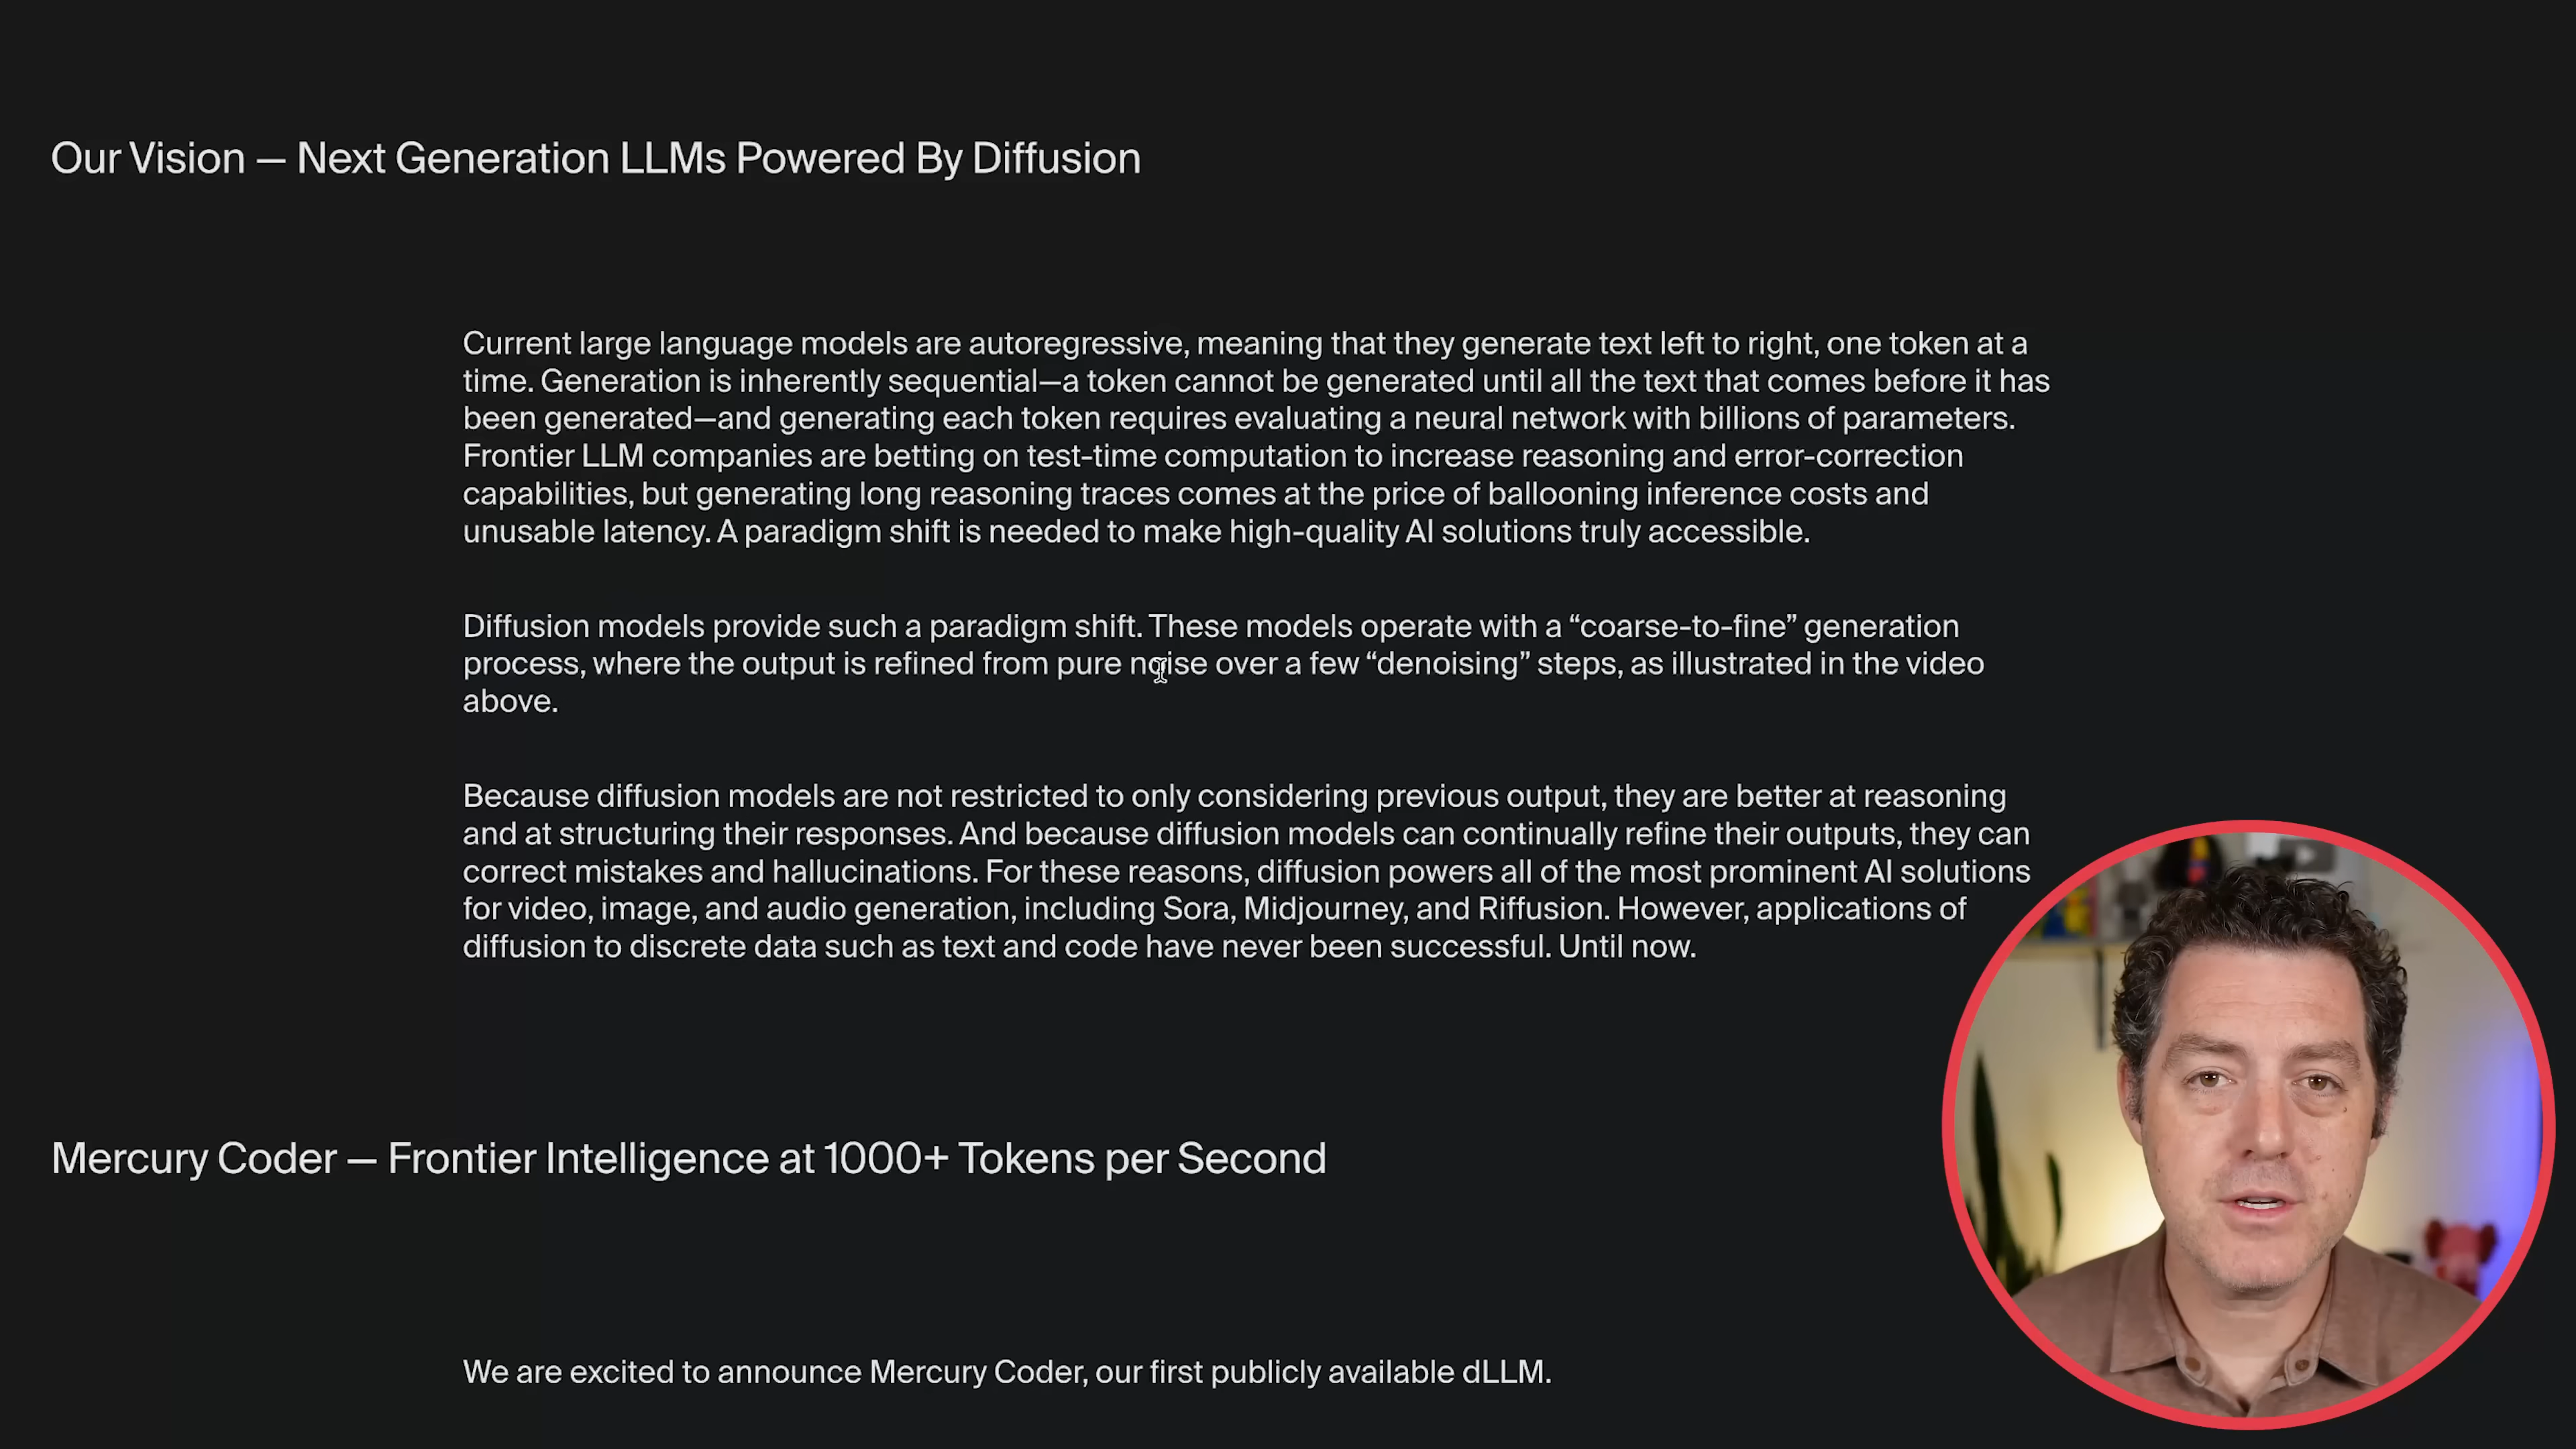 Our Vision — Next Generation LLMs Powered By Diffusion
Current large language models are autoregressive, meaning that they generate text left to right, one token at a
time. Generation is inherently sequential—a token cannot be generated until all the text that comes before it has
been generated—and generating each token requires evaluating a neural network with billions of parameters.
Frontier LLM companies are betting on test-time computation to increase reasoning and error-correction
capabilities, but generating long reasoning traces comes at the price of ballooning inference costs and
unusable latency. A paradigm shift is needed to make high-quality AI solutions truly accessible.
Diffusion models provide such a paradigm shift. These models operate with a “coarse-to-fine” generation
process, where the output is refined from pure noise over a few “denoising” steps, as illustrated in the video
above.
Because diffusion models are not restricted to only considering previous output, they are better at reasoning
and at structuring their responses. And because diffusion models can continually refine their outputs, they can
correct mistakes and hallucinations. For these reasons, diffusion powers all of the most prominent AI solutions
for video, image, and audio generation, including Sora, Midjourney, and Riffusion. However, applications of
diffusion to discrete data such as text and code have never been successful. Until now.
Mercury Coder — Frontier Intelligence at 1000+ Tokens per Second
We are excited to announce Mercury Coder, our first publicly available dLLM.